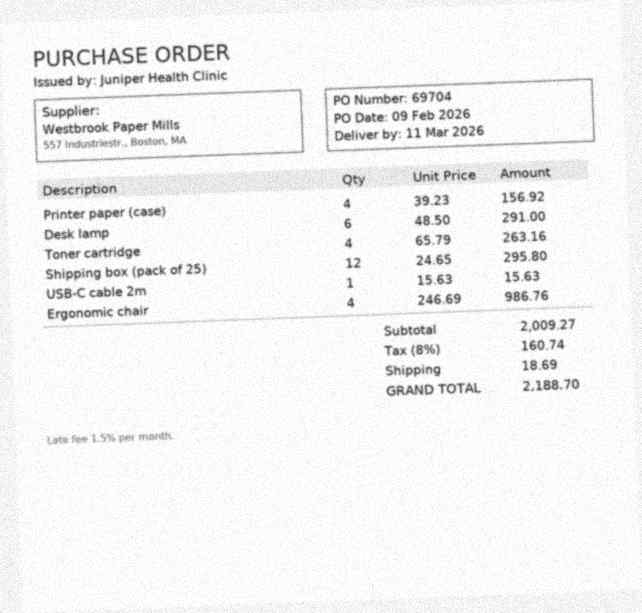 PURCHASE ORDER
Issued by: Juniper Health Clinic
Supplier:
Westbrook Paper Mills
557 Industriestr., Boston, MA
PO Number: 69704
PO Date: 09 Feb 2026
Deliver by: 11 Mar 2026
Description Qty Unit Price Amount
Printer paper (case) 4 39.23 156.92
Desk lamp 6 48.50 291.00
Toner cartridge 4 65.79 263.16
Shipping box (pack of 25) 12 24.65 295.80
USB-C cable 2m 1 15.63 15.63
Ergonomic chair 4 246.69 986.76
Subtotal 2,009.27
Tax (8%) 160.74
Shipping 18.69
GRAND TOTAL 2,188.70
Late fee 1.5% per month.